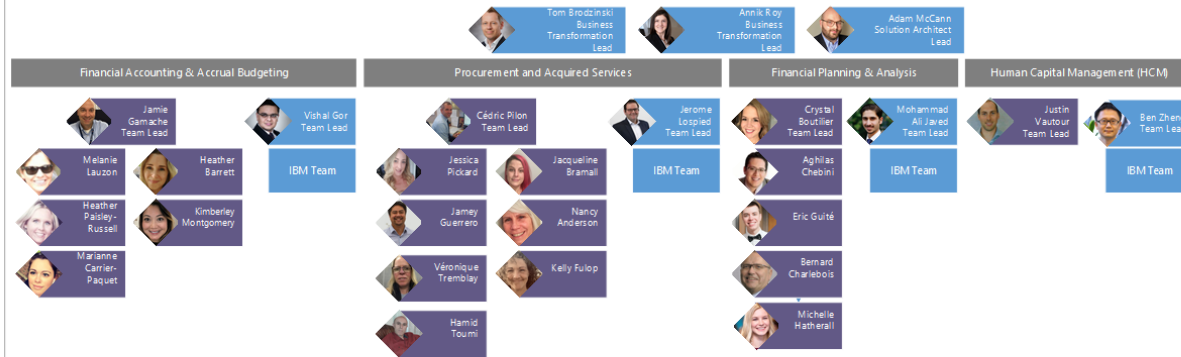 Tom Brodzinski
Business
Transformation
Lead
Annik Roy
Business
Transformation
Lead
Adam McCann
Solution Architect
Lead
Financial Accounting & Accrual Budgeting
Procurement and Acquired Services
Financial Planning & Analysis
Human Capital Management (HCM)
Jamie
Gamache
Team Lead
Vishal Gor
Team Lead
Cédric Pilon
Team Lead
Jerome
Lospied
Team Lead
Crystal
Boutilier
Team Lead
Mohammad
Ali Javed
Team Lead
Justin
Vautour
Team Lead
Ben Zheng
Team Lead
Melanie
Lauzon
Heather
Barrett
IBM Team
Jessica
Pickard
Jacqueline
Bramall
IBM Team
Aghilas
Chebini
IBM Team
IBM Team
Heather
Paisley-
Russell
Kimberley
Montgomery
Jamey
Guerrero
Nancy
Anderson
Eric Guité
Marianne
Carrier-
Paquet
Véronique
Tremblay
Kelly Fulop
Bernard
Charlebois
Hamid
Toumi
Michelle
Hatherall